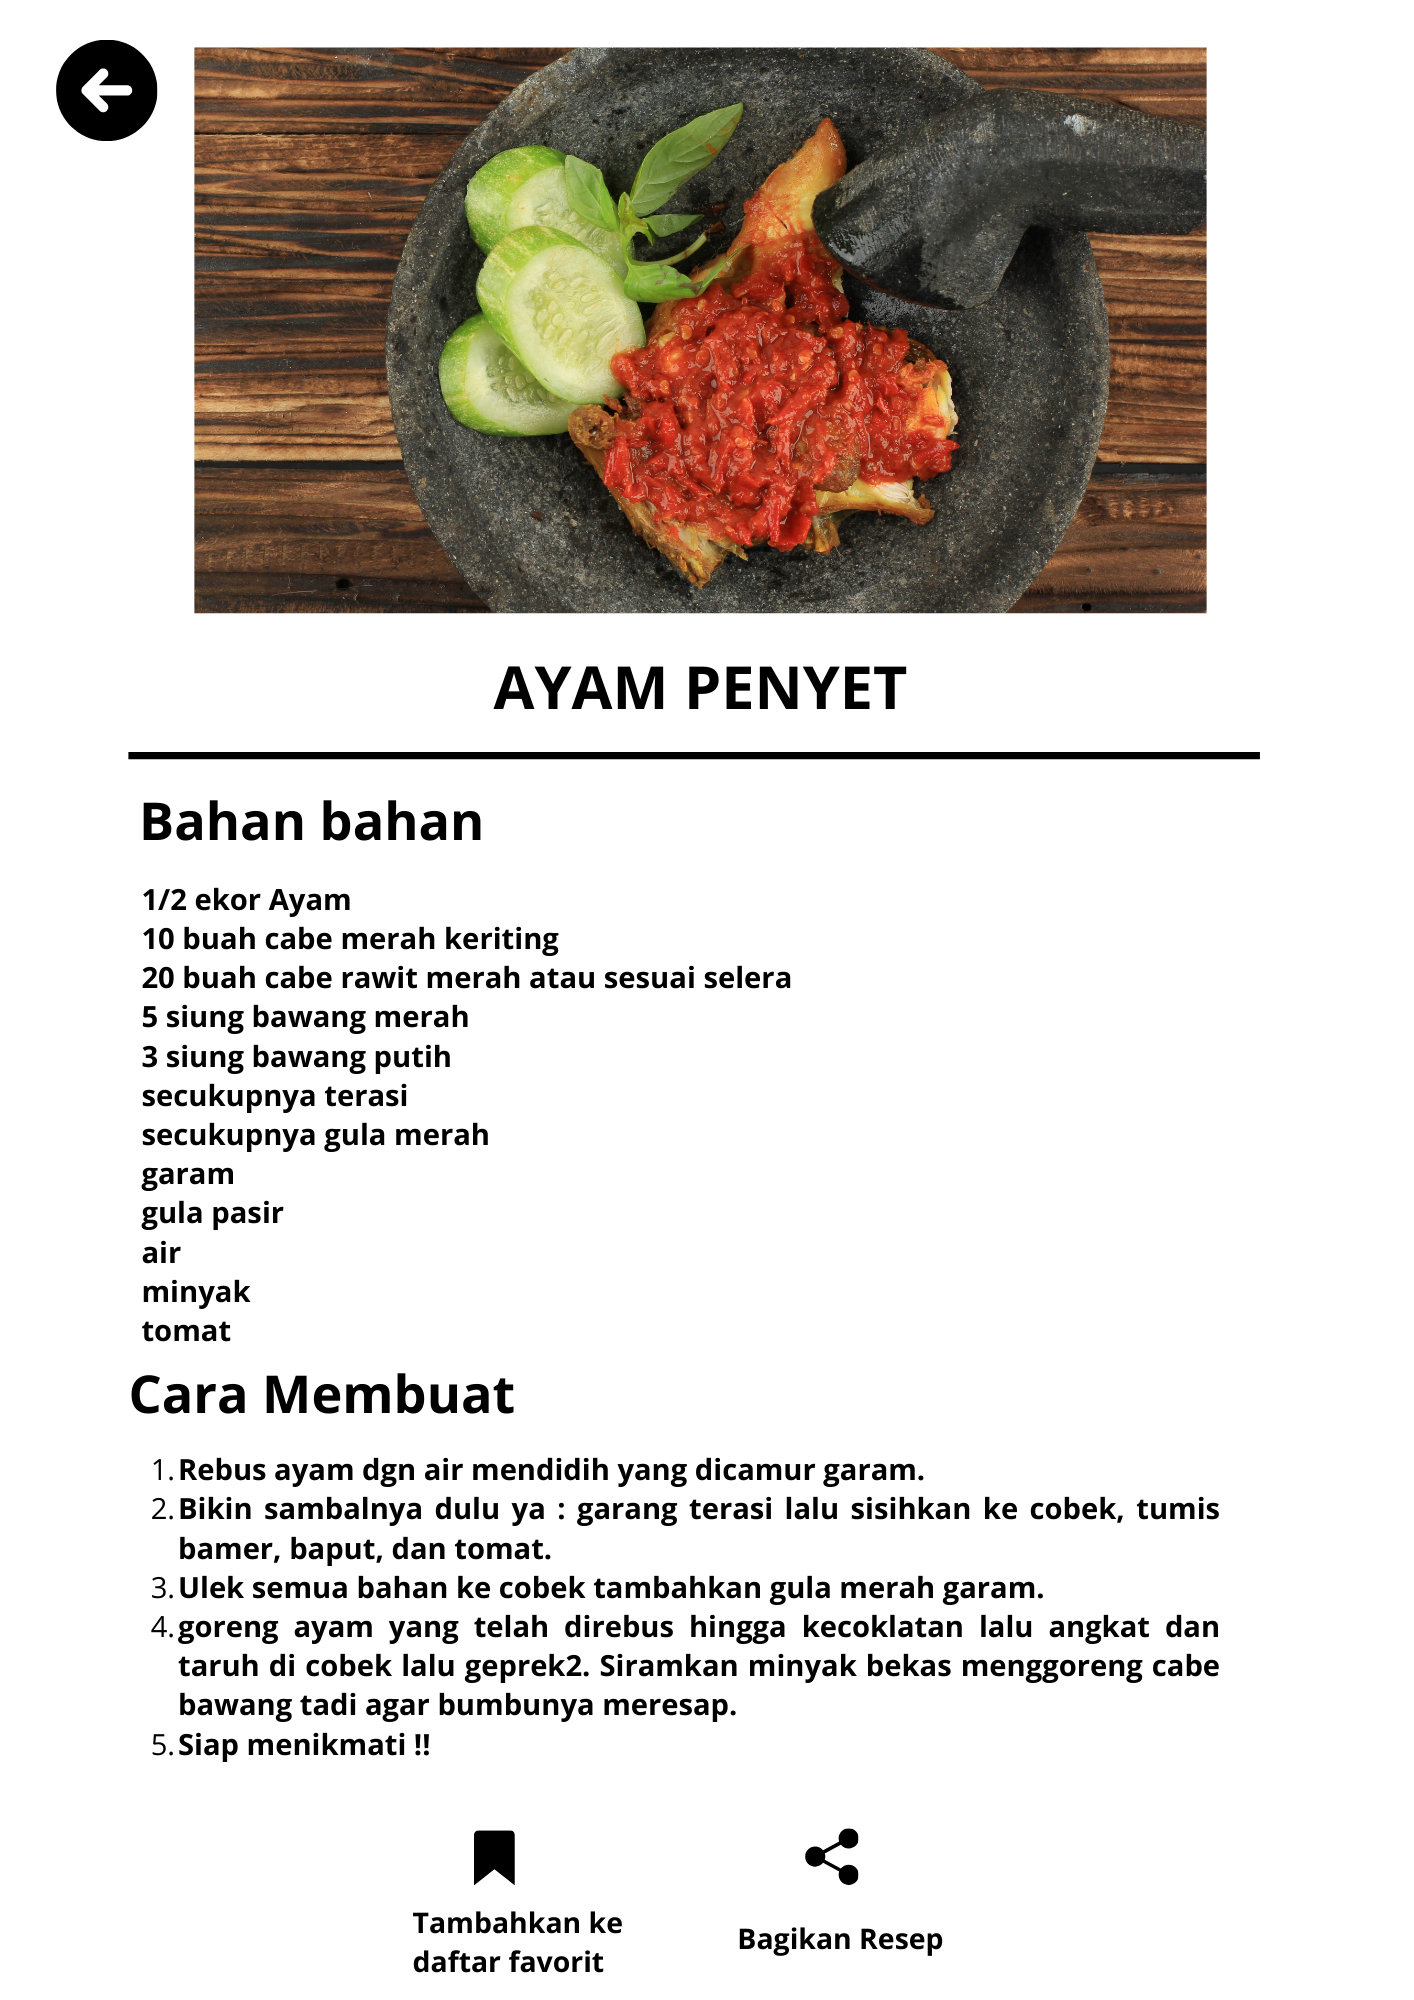 AYAM PENYET
Bahan bahan
1/2 ekor Ayam
10 buah cabe merah keriting
20 buah cabe rawit merah atau sesuai selera
5 siung bawang merah
3 siung bawang putih
secukupnya terasi
secukupnya gula merah
garam
gula pasir
air
minyak
tomat
Cara Membuat
1. Rebus ayam dgn air mendidih yang dicamur garam.
2. Bikin sambalnya dulu ya : garang terasi lalu sisihkan ke cobek, tumis
bamer, baput, dan tomat.
3. Ulek semua bahan ke cobek tambahkan gula merah garam.
4. goreng ayam yang telah direbus hingga kecoklatan lalu angkat dan
taruh di cobek lalu geprek2. Siramkan minyak bekas menggoreng cabe
bawang tadi agar bumbunya meresap.
5. Siap menikmati !!
Tambahkan ke
daftar favorit
Bagikan Resep